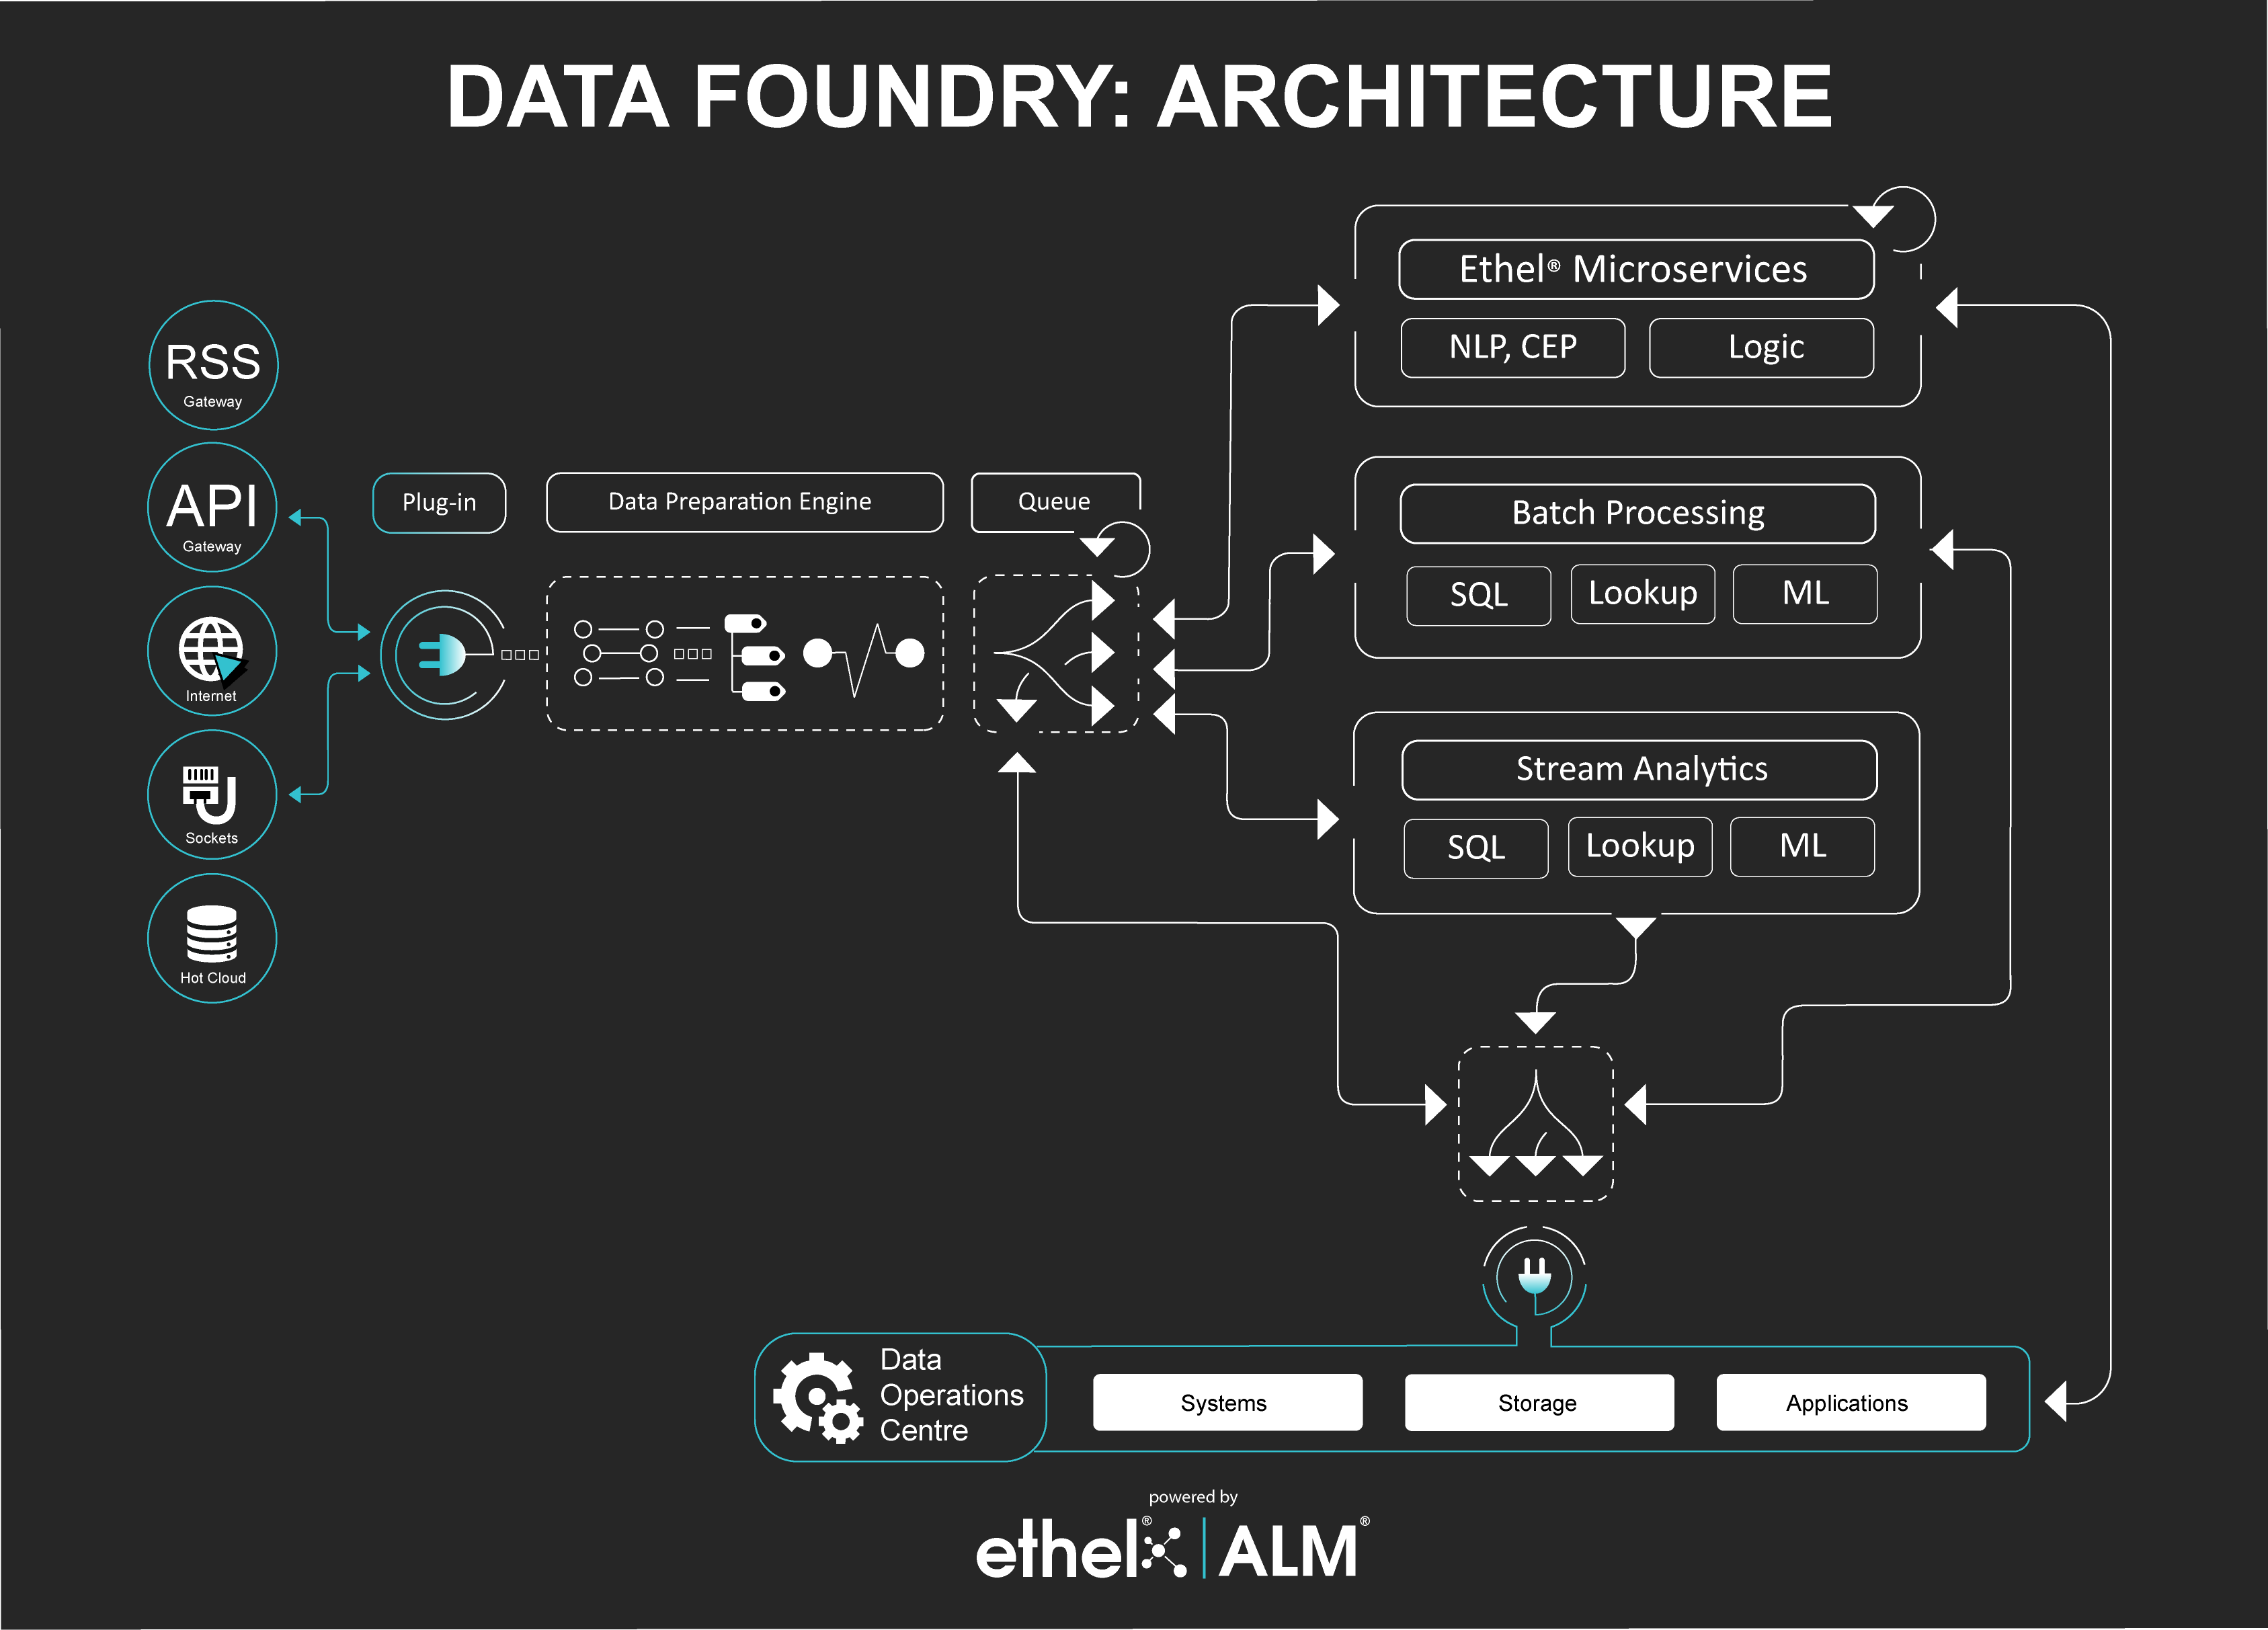 DATA FOUNDRY: ARCHITECTURE
RSS
Gateway
API
Gateway
Internet
Sockets
Hot Cloud
Plug-in
Data Preparation Engine
Queue
Ethel® Microservices
NLP, CEP
Logic
Batch Processing
SQL
Lookup
ML
Stream Analytics
SQL
Lookup
ML
Data
Operations
Centre
Systems
Storage
Applications
powered by
ethel® ALM®